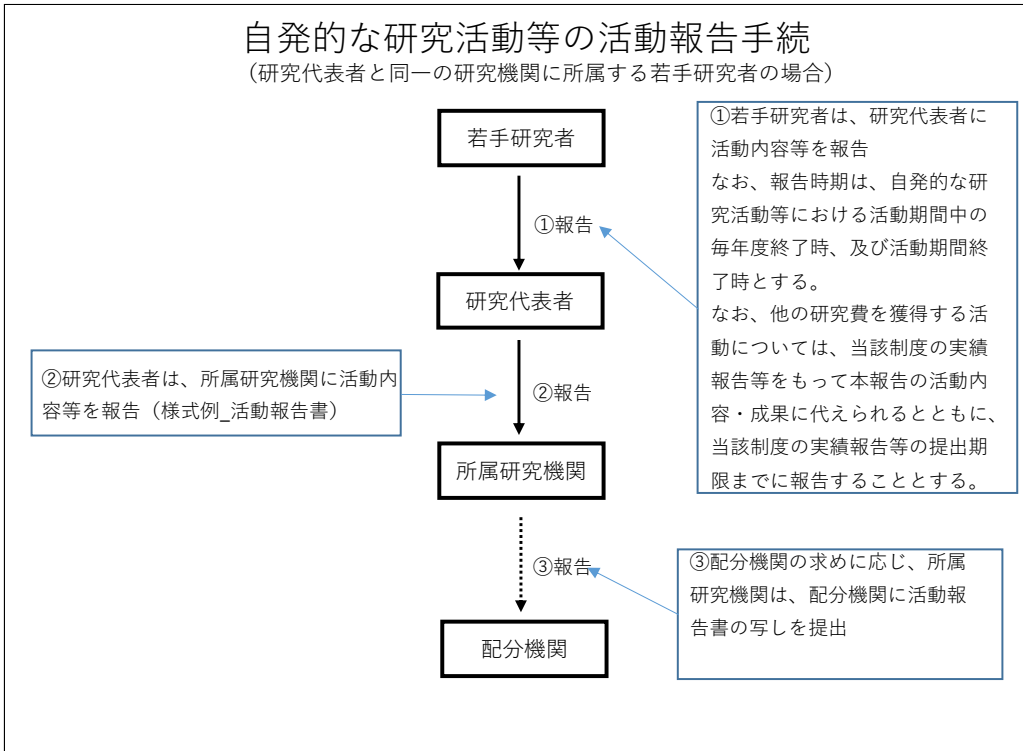 自発的な研究活動等の活動報告手続
（研究代表者と同一の研究機関に所属する若手研究者の場合）
若手研究者
①報告
①若手研究者は、研究代表者に
活動内容等を報告
なお、報告時期は、自発的な研
究活動等における活動期間中の
毎年度終了時、及び活動期間終
了時とする。
なお、他の研究費を獲得する活
動については、当該制度の実績
報告等をもって本報告の活動内
容・成果に代えられるとともに、
当該制度の実績報告等の提出期
限までに報告することとする。
研究代表者
②研究代表者は、所属研究機関に活動内
容等を報告（様式例_活動報告書）
②報告
所属研究機関
③報告
③配分機関の求めに応じ、所属
研究機関は、配分機関に活動報
告書の写しを提出
配分機関